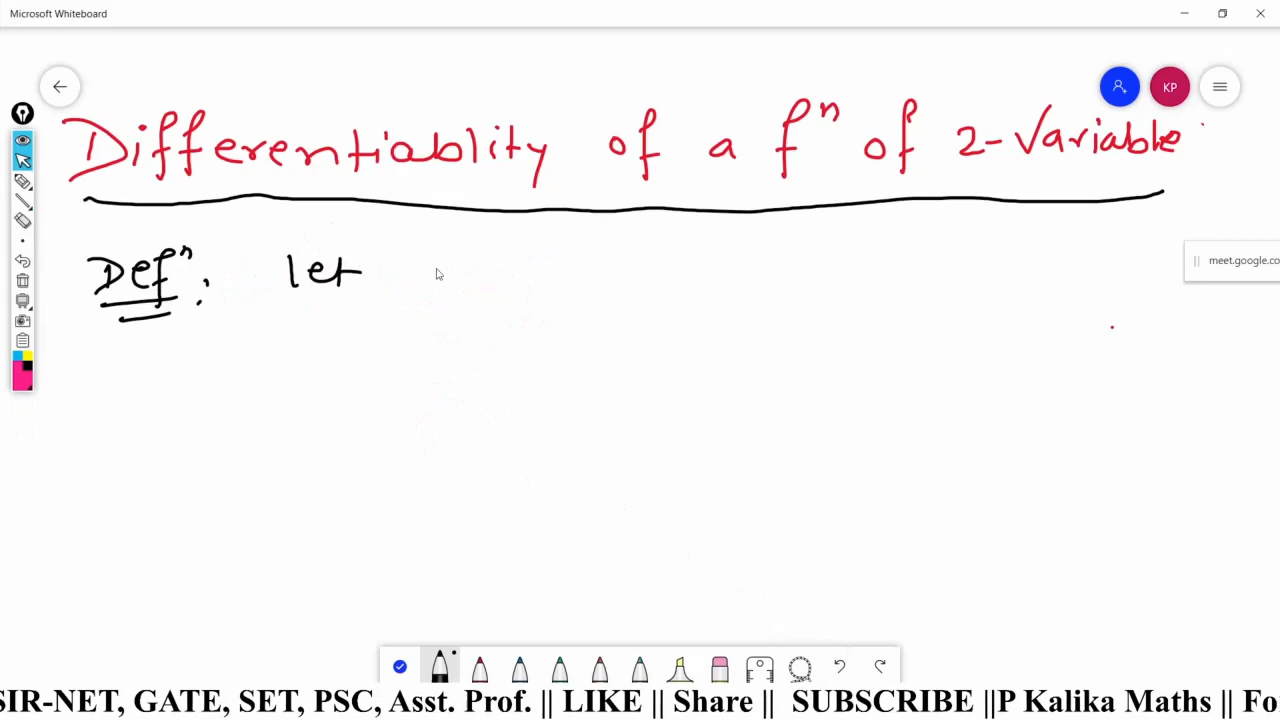 Microsoft Whiteboard
KP
Differentiablity of a fⁿ of 2-Variable
Defⁿ: let
meet.google.co
SIR-NET, GATE, SET, PSC, Asst. Prof. || LIKE || Share || SUBSCRIBE ||P Kalika Maths || Fo